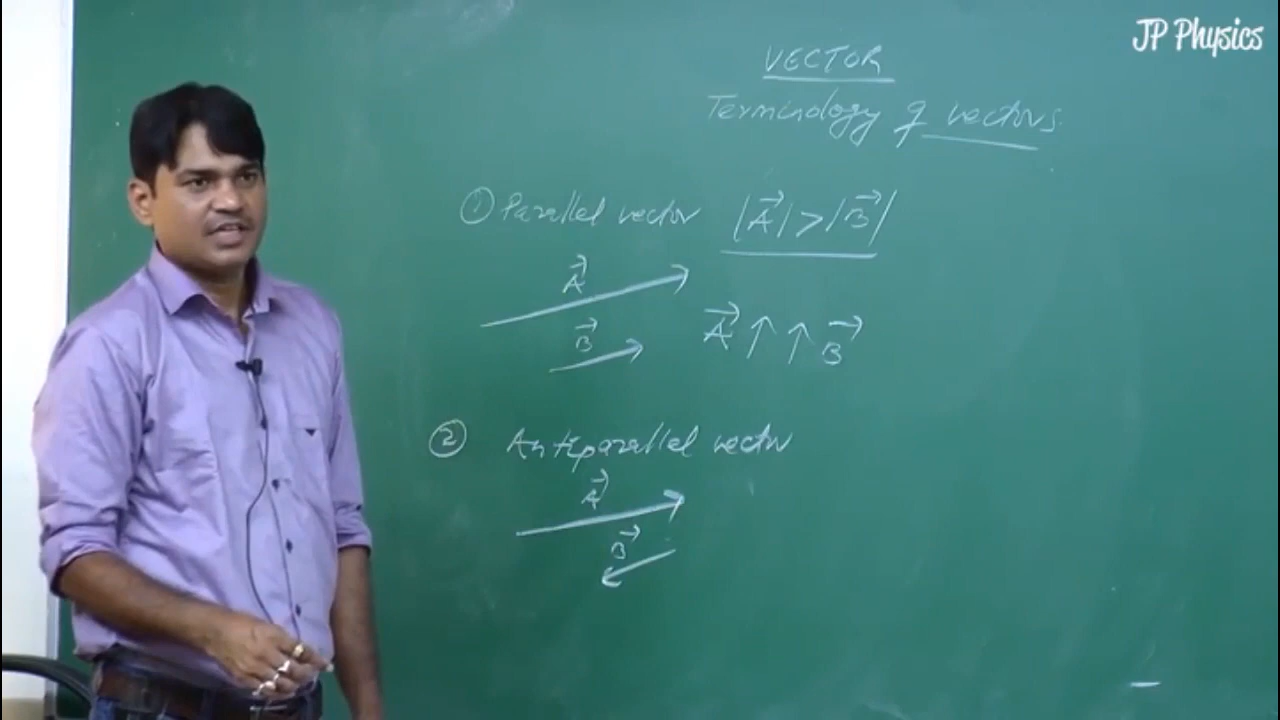 JP Physics
VECTOR
Terminology of vectors.
① Parallel vector |A⃗|>|B⃗|
A⃗
B⃗
A⃗ ↑ ↑ B⃗
② Antiparallel vector
A⃗
B⃗